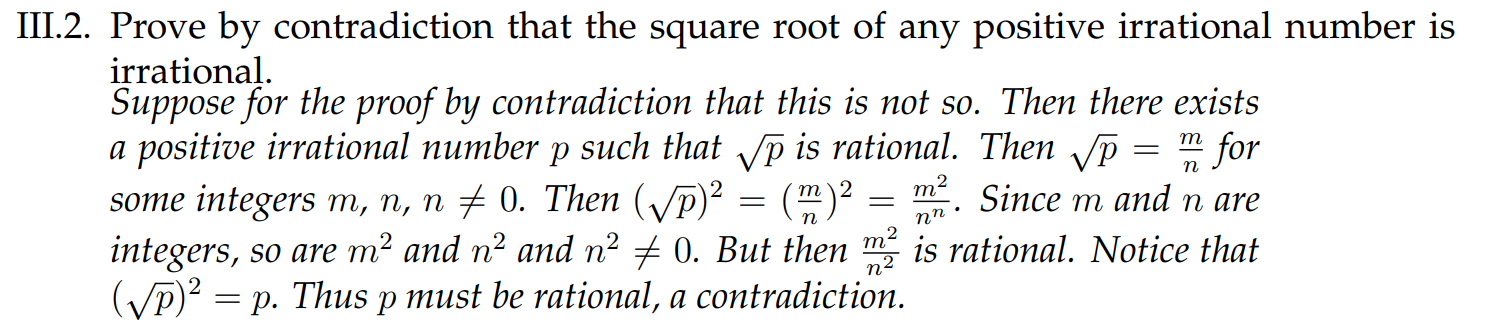 III.2. Prove by contradiction that the square root of any positive irrational number is
irrational.
Suppose for the proof by contradiction that this is not so. Then there exists
a positive irrational number p such that √p is rational. Then √p = m/n for
some integers m, n, n ≠ 0. Then (√p)² = (m/n)² = m²/nⁿ. Since m and n are
integers, so are m² and n² and n² ≠ 0. But then m²/n² is rational. Notice that
(√p)² = p. Thus p must be rational, a contradiction.